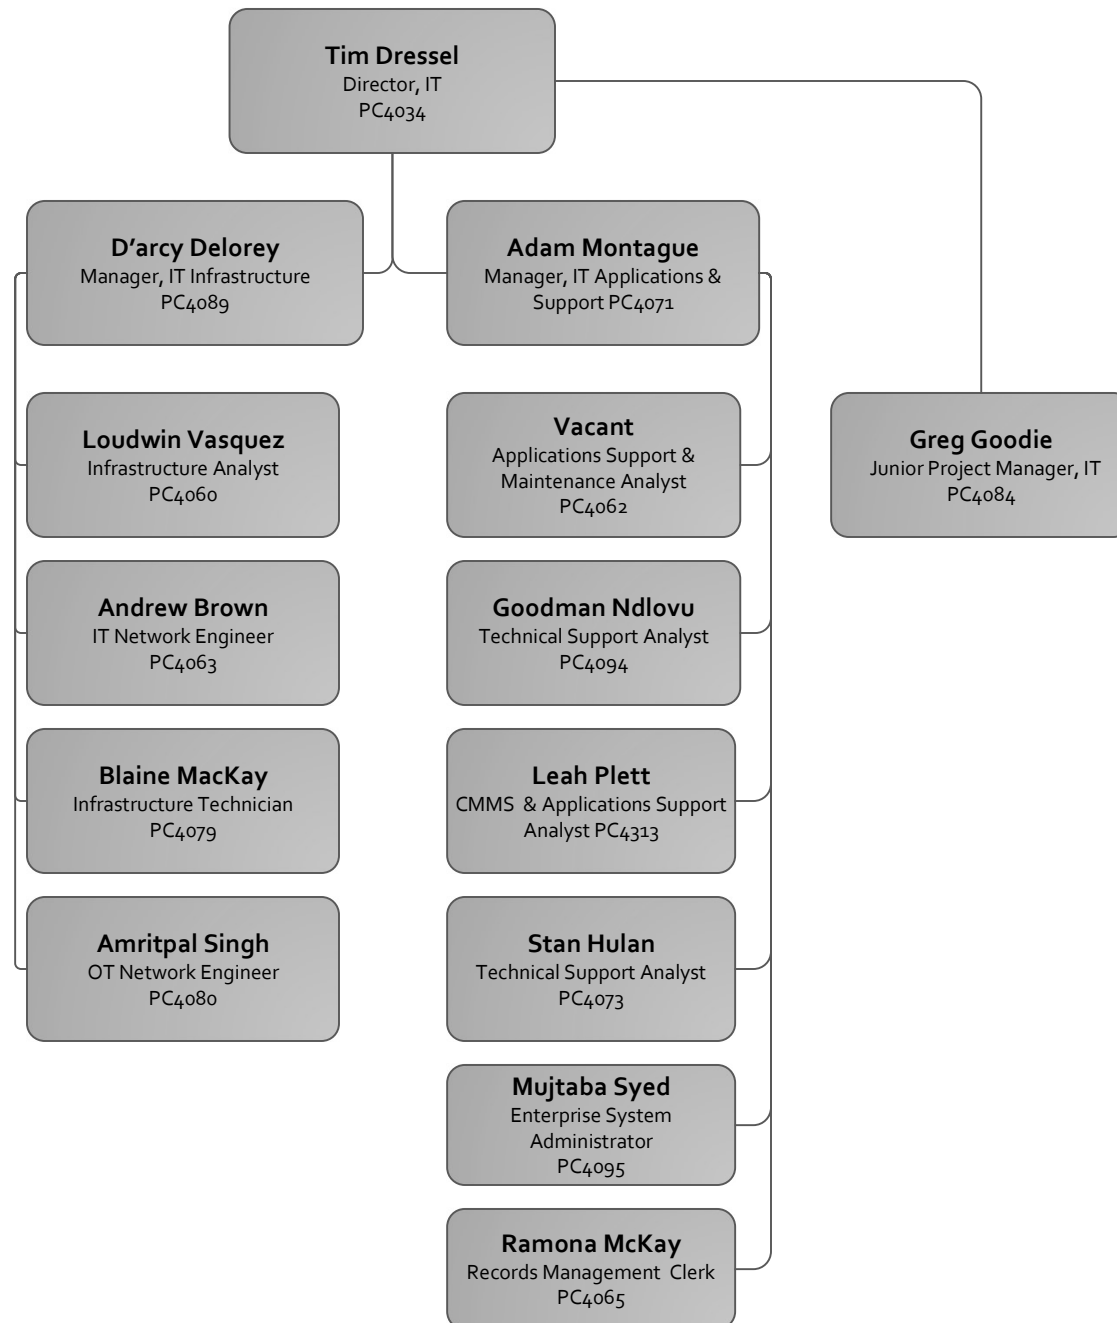 Tim Dressel
Director, IT
PC4034
D’arcy Delorey
Manager, IT Infrastructure
PC4089
Adam Montague
Manager, IT Applications &
Support PC4071
Loudwin Vasquez
Infrastructure Analyst
PC4060
Vacant
Applications Support &
Maintenance Analyst
PC4062
Greg Goodie
Junior Project Manager, IT
PC4084
Andrew Brown
IT Network Engineer
PC4063
Goodman Ndlovu
Technical Support Analyst
PC4094
Blaine MacKay
Infrastructure Technician
PC4079
Leah Plett
CMMS & Applications Support
Analyst PC4313
Amritpal Singh
OT Network Engineer
PC4080
Stan Hulan
Technical Support Analyst
PC4073
Mujtaba Syed
Enterprise System
Administrator
PC4095
Ramona McKay
Records Management Clerk
PC4065